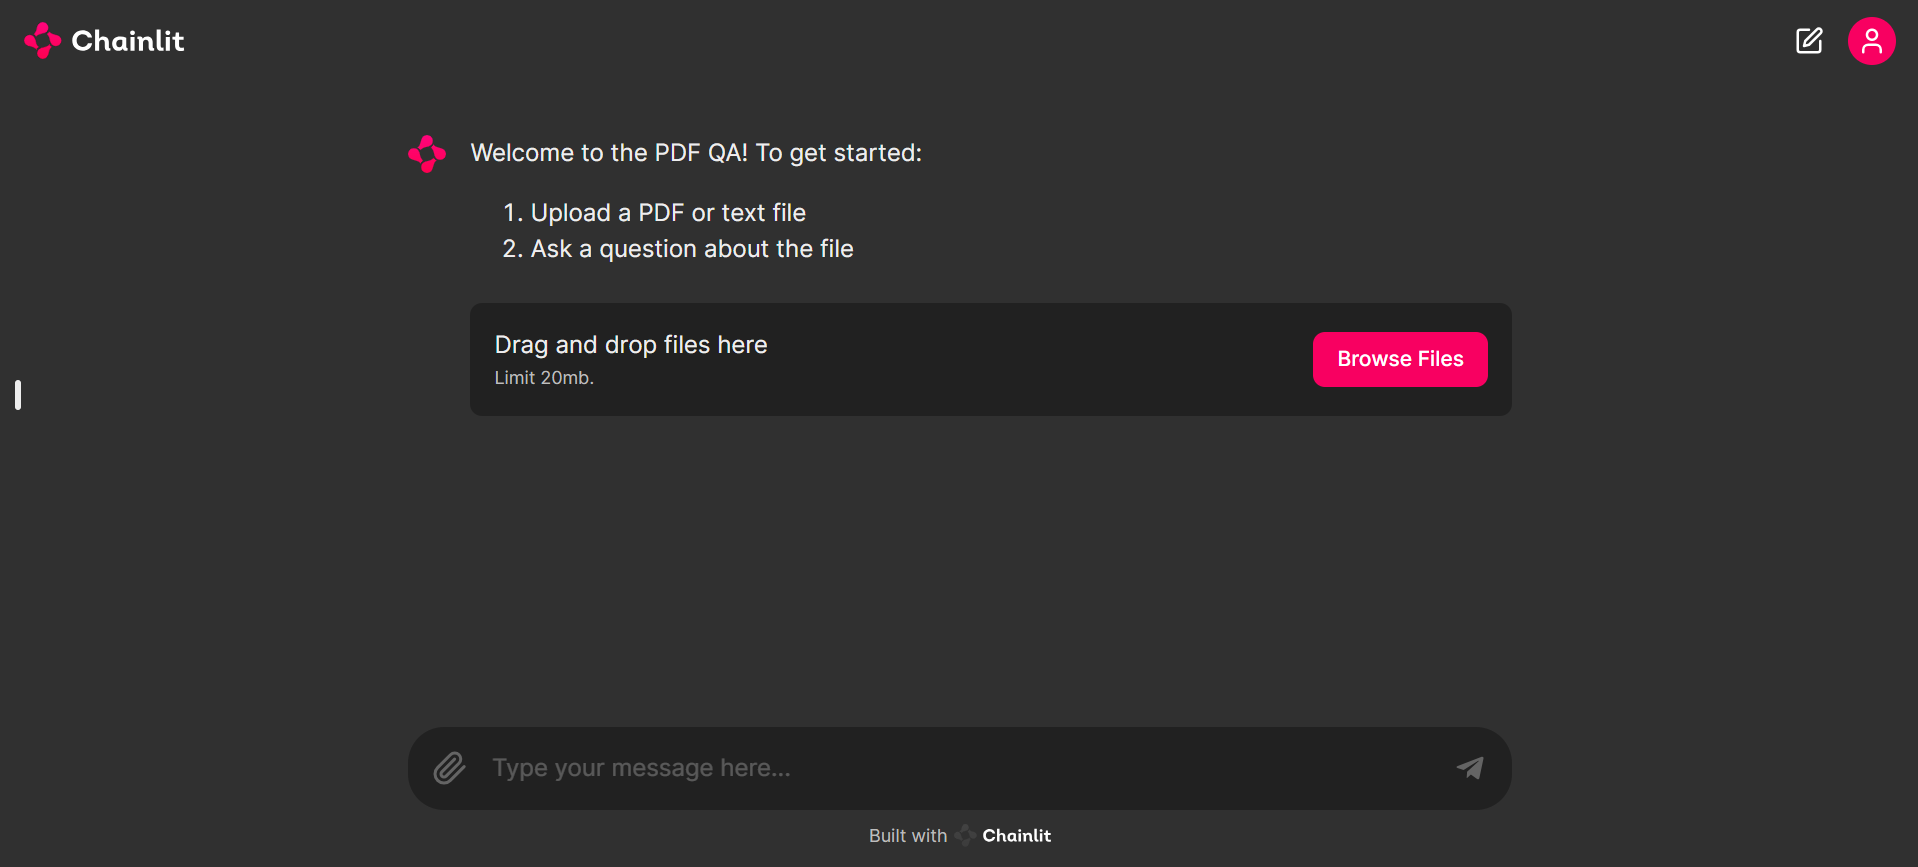 Chainlit
Welcome to the PDF QA! To get started:
1. Upload a PDF or text file
2. Ask a question about the file
Drag and drop files here
Limit 20mb.
Browse Files
Type your message here...
Built with Chainlit